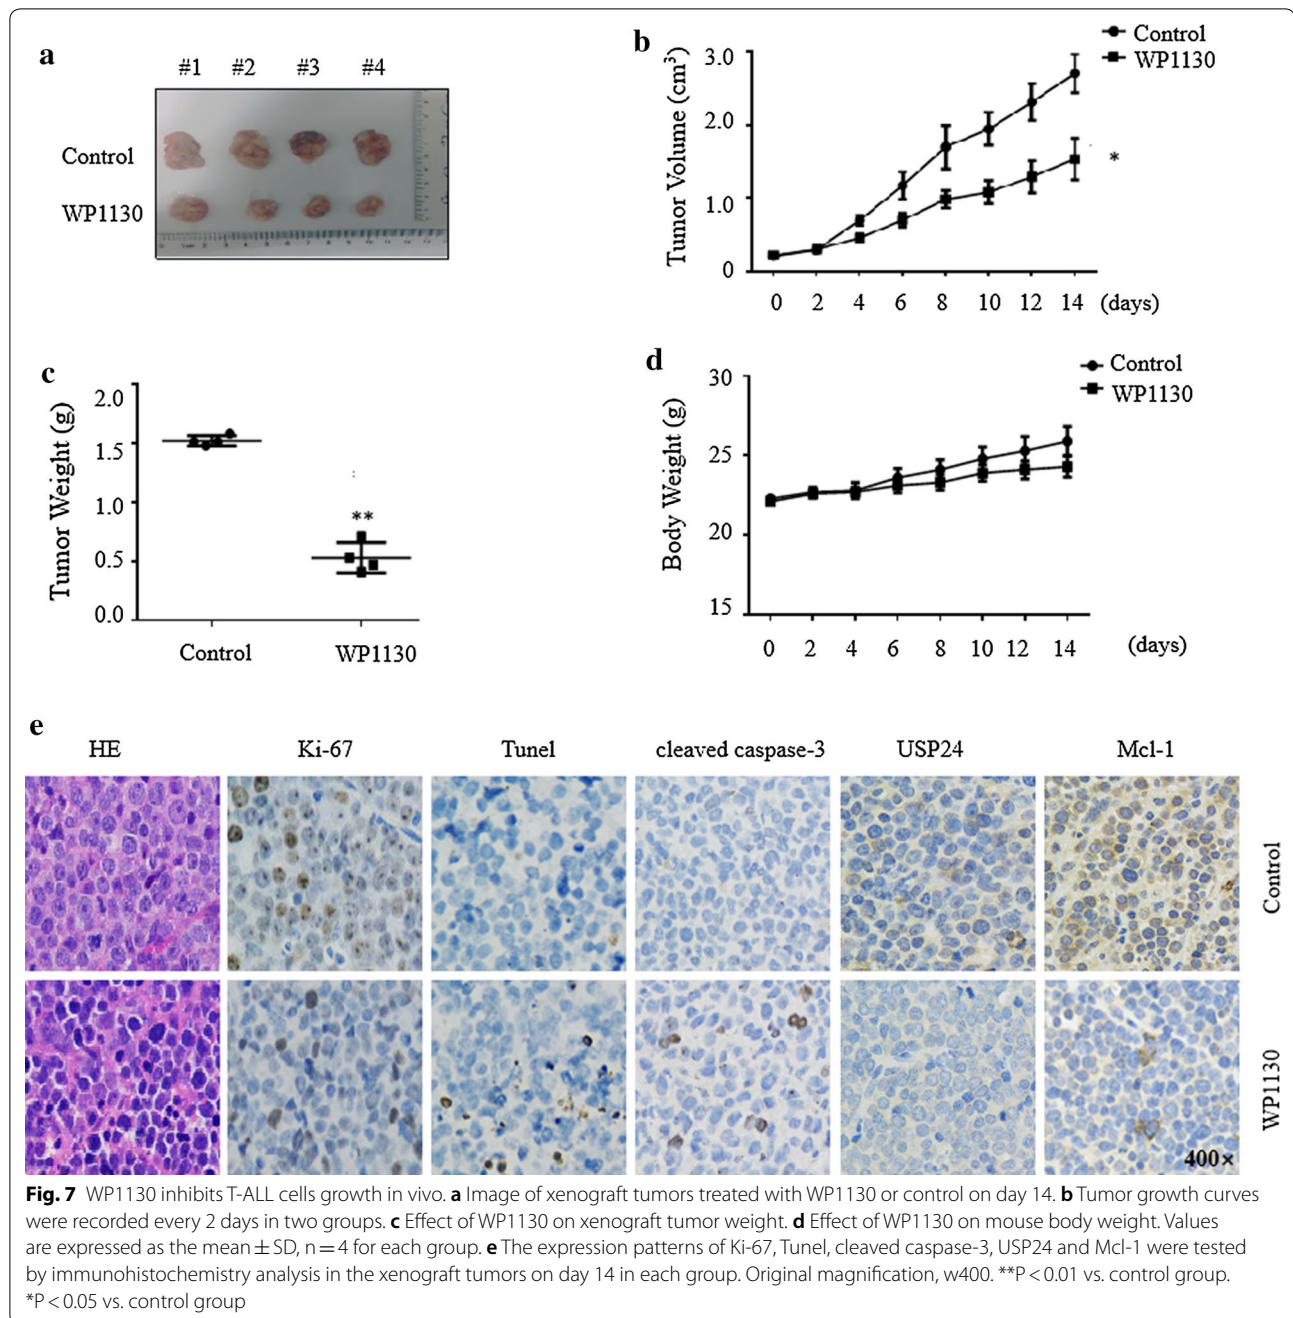 a
#1 #2 #3 #4
Control
WP1130
b
Control
WP1130
Tumor Volume (cm³)
3.0
2.0
1.0
0
*
0 2 4 6 8 10 12 14 (days)
c
Tumor Weight (g)
2.0
1.5
1.0
0.5
0.0
**
Control WP1130
d
Control
WP1130
Body Weight (g)
30
25
20
15
0 2 4 6 8 10 12 14 (days)
e
HE Ki-67 Tunel cleaved caspase-3 USP24 Mcl-1
Control
WP1130
400×
Fig. 7 WP1130 inhibits T-ALL cells growth in vivo. a Image of xenograft tumors treated with WP1130 or control on day 14. b Tumor growth curves
were recorded every 2 days in two groups. c Effect of WP1130 on xenograft tumor weight. d Effect of WP1130 on mouse body weight. Values
are expressed as the mean ± SD, n = 4 for each group. e The expression patterns of Ki-67, Tunel, cleaved caspase-3, USP24 and Mcl-1 were tested
by immunohistochemistry analysis in the xenograft tumors on day 14 in each group. Original magnification, w400. **P < 0.01 vs. control group.
*P < 0.05 vs. control group